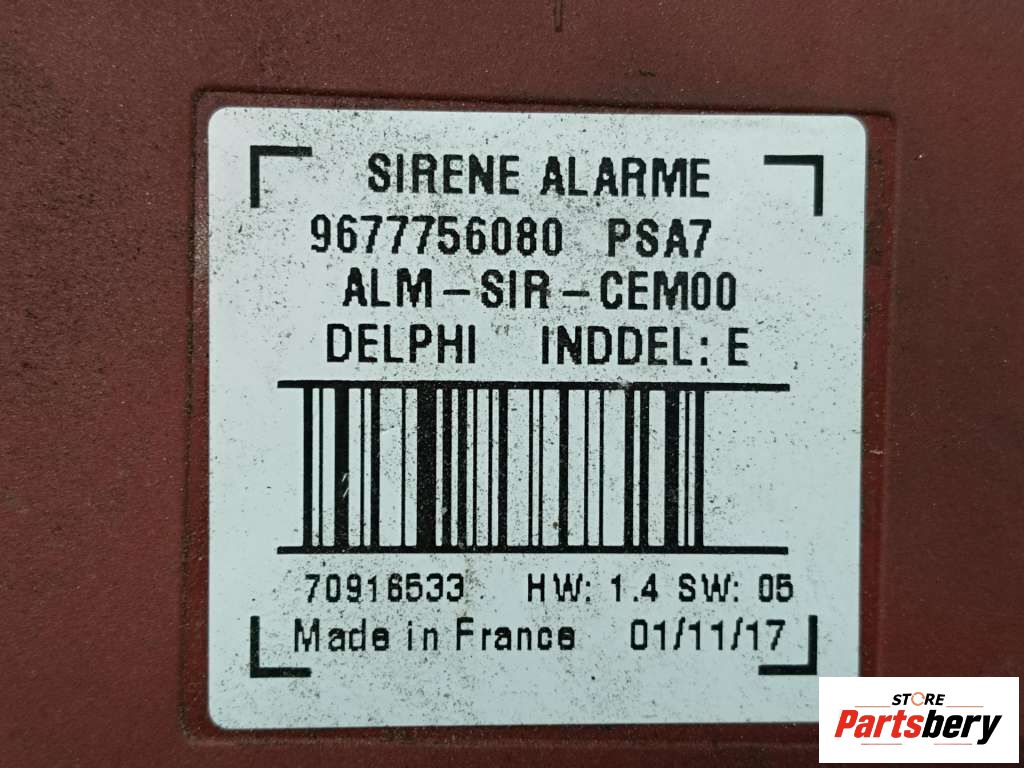 SIRENE ALARME
9677756080 PSA7
ALM-SIR-CEM00
DELPHI INDDEL: E
70916533 HW: 1.4 SW: 05
Made in France 01/11/17
STORE
Partsbery